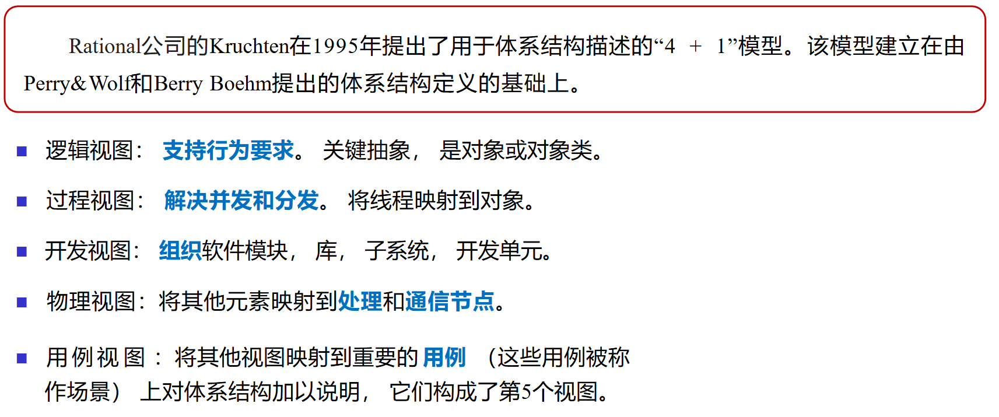 Rational公司的Kruchten在1995年提出了用于体系结构描述的“4 + 1”模型。该模型建立在由
Perry&Wolf和Berry Boehm提出的体系结构定义的基础上。
■ 逻辑视图： 支持行为要求。 关键抽象， 是对象或对象类。
■ 过程视图： 解决并发和分发。 将线程映射到对象。
■ 开发视图： 组织软件模块， 库， 子系统， 开发单元。
■ 物理视图：将其他元素映射到处理和通信节点。
■ 用例视图：将其他视图映射到重要的用例 （这些用例被称
作场景） 上对体系结构加以说明， 它们构成了第5个视图。